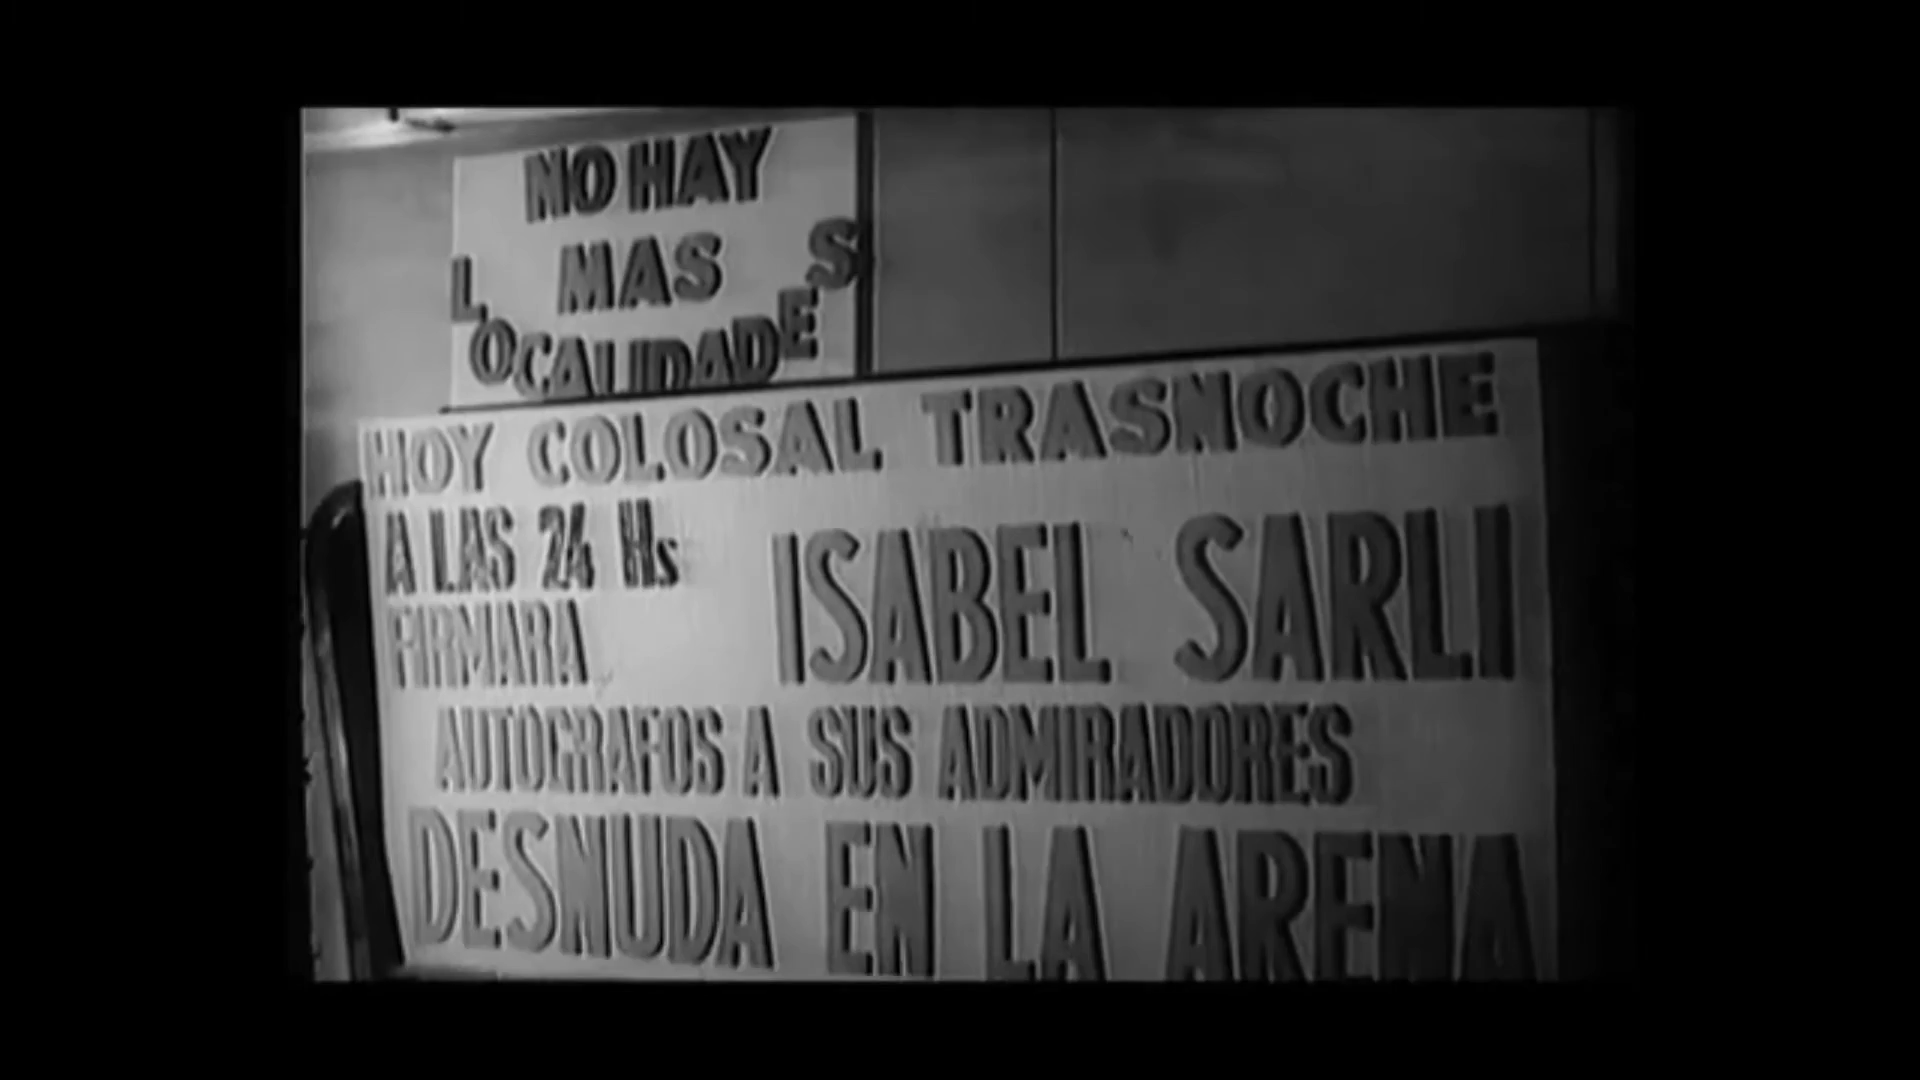 NO HAY
MAS
LOCALIDADES
HOY COLOSAL TRASNOCHE
A LAS 24 Hs
FIRMARA ISABEL SARLI
AUTOGRAFOS A SUS ADMIRADORES
DESNUDA EN LA ARENA